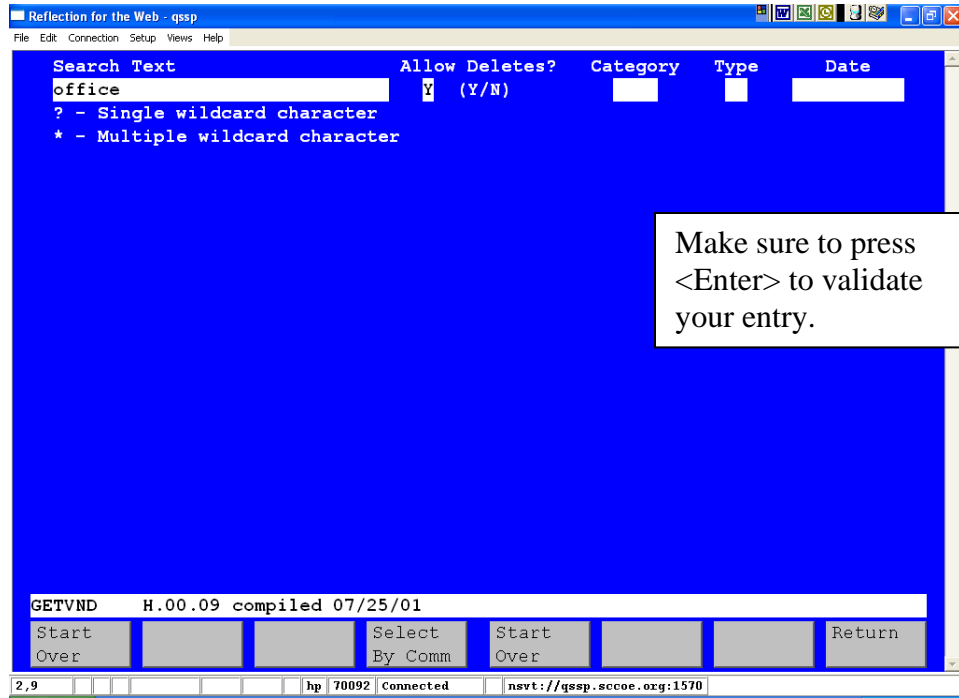 Reflection for the Web - qssp
File Edit Connection Setup Views Help
Search Text Allow Deletes? Category Type Date
office Y (Y/N)
? - Single wildcard character
* - Multiple wildcard character
Make sure to press
<Enter> to validate
your entry.
GETVND H.00.09 compiled 07/25/01
Start Select Start Return
Over By Comm Over
2,9 hp 70092 Connected nsvt://qssp.sccoe.org:1570